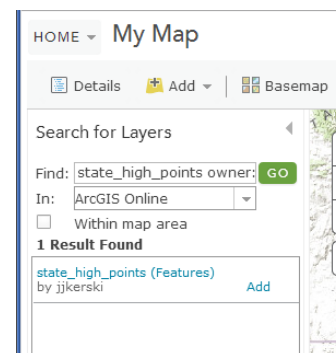 HOME My Map
Details Add Basemap
Search for Layers
Find: state_high_points owner: GO
In: ArcGIS Online
Within map area
1 Result Found
state_high_points (Features)
by jjkerski Add